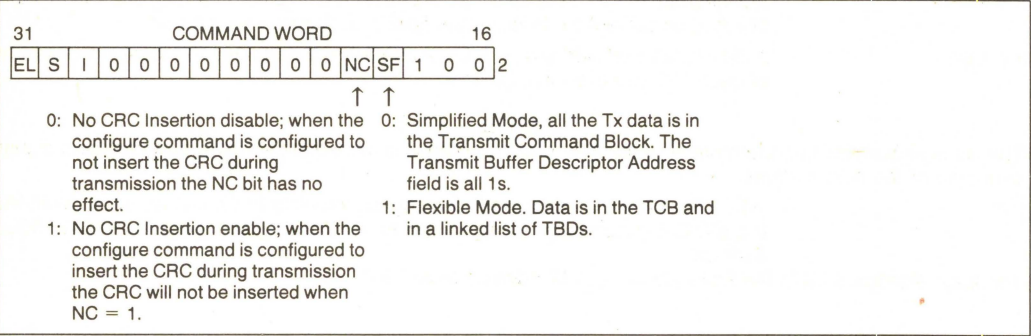 31 COMMAND WORD 16
EL S I 0 0 0 0 0 0 0 0 NC SF 1 0 0 2
↑ ↑
0: No CRC Insertion disable; when the
configure command is configured to
not insert the CRC during
transmission the NC bit has no
effect.
1: No CRC Insertion enable; when the
configure command is configured to
insert the CRC during transmission
the CRC will not be inserted when
NC = 1.
0: Simplified Mode, all the Tx data is in
the Transmit Command Block. The
Transmit Buffer Descriptor Address
field is all 1s.
1: Flexible Mode. Data is in the TCB and
in a linked list of TBDs.